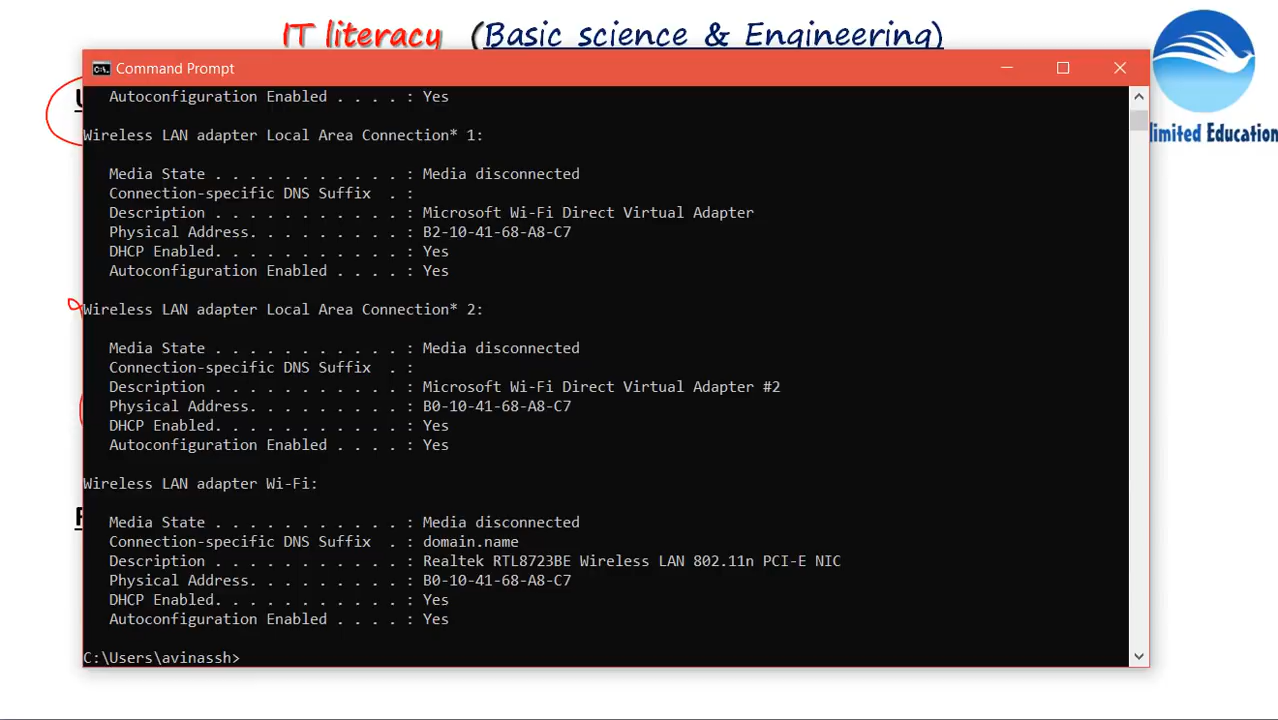 IT literacy (Basic science & Engineering)
Command Prompt
Autoconfiguration Enabled . . . . : Yes
Wireless LAN adapter Local Area Connection* 1:
Media State . . . . . . . . . . . : Media disconnected
Connection-specific DNS Suffix . :
Description . . . . . . . . . . . : Microsoft Wi-Fi Direct Virtual Adapter
Physical Address. . . . . . . . . : B2-10-41-68-A8-C7
DHCP Enabled. . . . . . . . . . . : Yes
Autoconfiguration Enabled . . . . : Yes
Wireless LAN adapter Local Area Connection* 2:
Media State . . . . . . . . . . . : Media disconnected
Connection-specific DNS Suffix . :
Description . . . . . . . . . . . : Microsoft Wi-Fi Direct Virtual Adapter #2
Physical Address. . . . . . . . . : B0-10-41-68-A8-C7
DHCP Enabled. . . . . . . . . . . : Yes
Autoconfiguration Enabled . . . . : Yes
Wireless LAN adapter Wi-Fi:
Media State . . . . . . . . . . . : Media disconnected
Connection-specific DNS Suffix . : domain.name
Description . . . . . . . . . . . : Realtek RTL8723BE Wireless LAN 802.11n PCI-E NIC
Physical Address. . . . . . . . . : B0-10-41-68-A8-C7
DHCP Enabled. . . . . . . . . . . : Yes
Autoconfiguration Enabled . . . . : Yes
C:\Users\avinassh>
limited Education